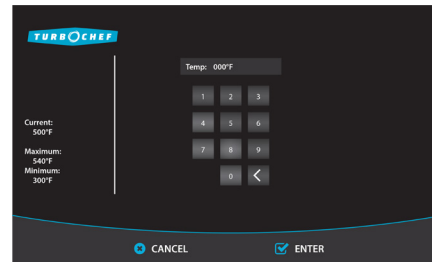 TURBOCHEF
Temp: 000°F
1 2 3
4 5 6
7 8 9
0 <
Current:
500°F
Maximum:
540°F
Minimum:
300°F
CANCEL ENTER